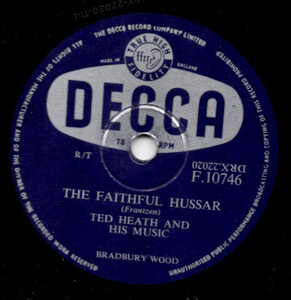 THE DECCA RECORD COMPANY LIMITED
ALL RIGHTS OF THE MANUFACTURER AND OF THE OWNER OF THE RECORDED WORK RESERVED
UNAUTHORISED PUBLIC PERFORMANCE BROADCASTING AND COPYING OF THIS RECORD PROHIBITED
TRUE HIGH
ffrr
FIDELITY
MADE IN
ENGLAND
DECCA
78
RPM
R/T
DRX.22020
F.10746
THE FAITHFUL HUSSAR
(Frantzen)
TED HEATH AND
HIS MUSIC
BRADBURY WOOD